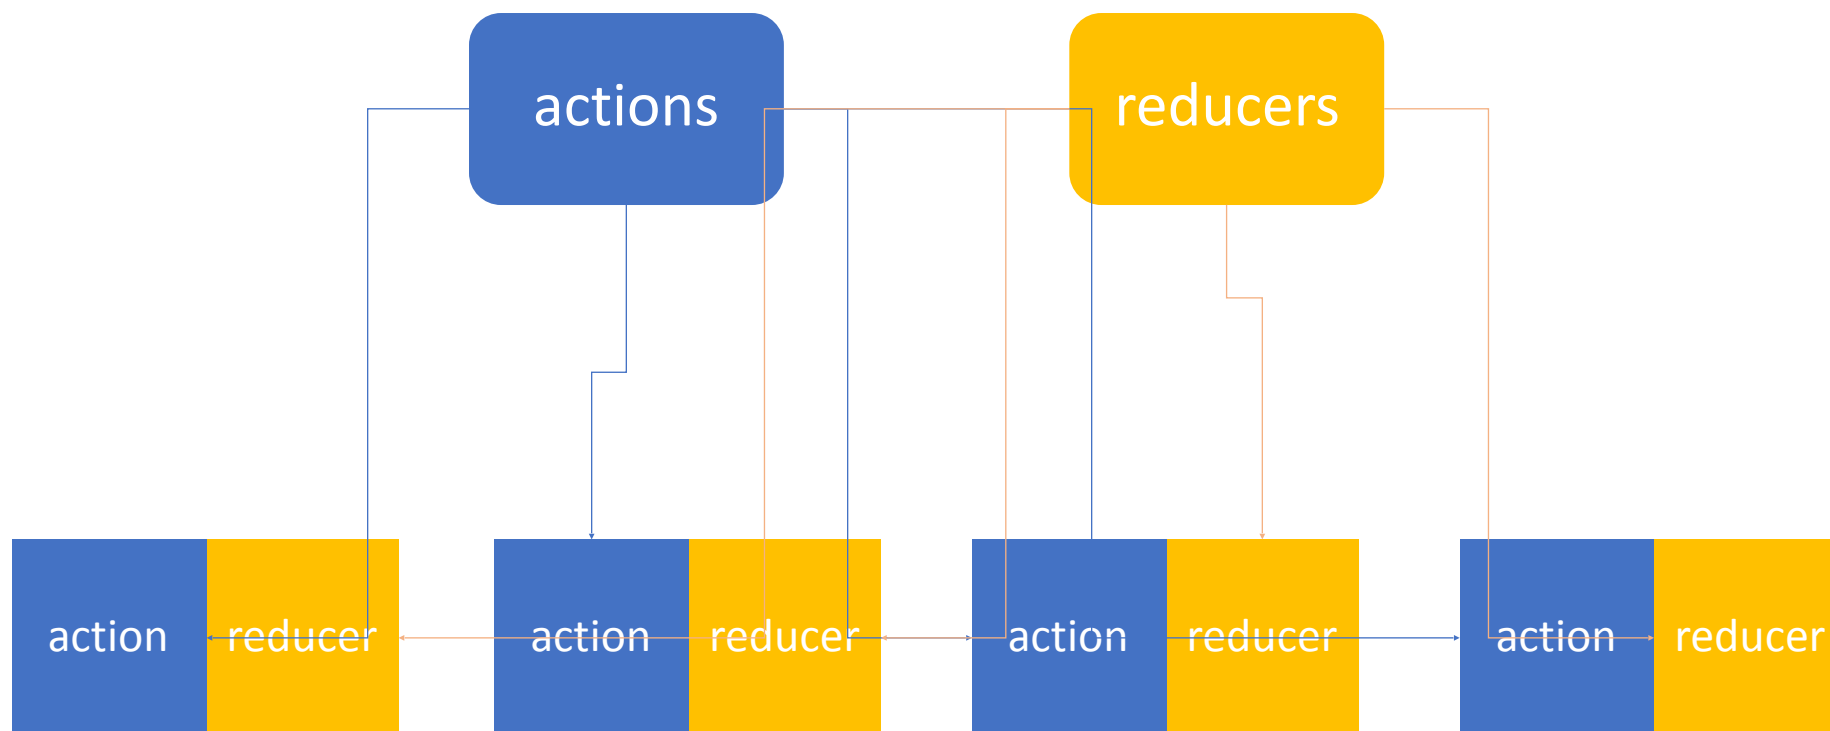 actions
reducers
action
reducer
action
reducer
action
reducer
action
reducer